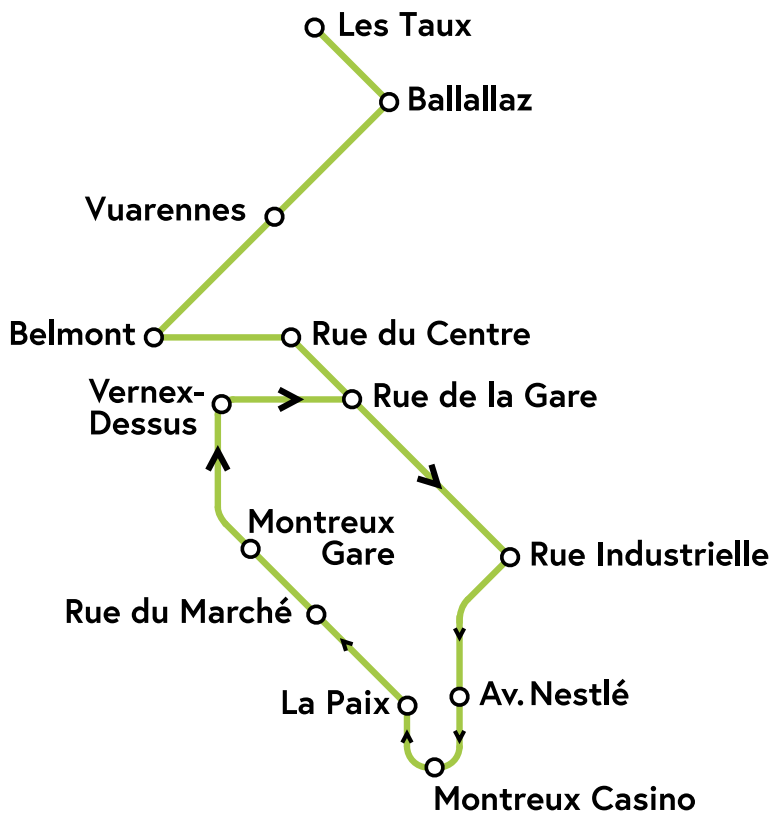 Les Taux
Ballallaz
Vuarennes
Belmont
Rue du Centre
Vernex-
Dessus
Rue de la Gare
Montreux
Gare
Rue Industrielle
Rue du Marché
La Paix
Av. Nestlé
Montreux Casino